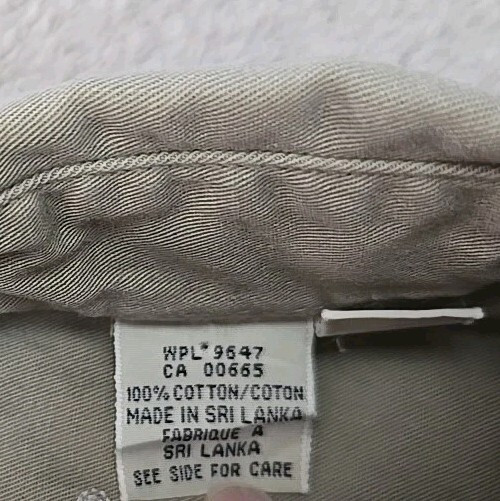 WPL* 9647
CA 00665
100% COTTON/COTON
MADE IN SRI LANKA
FABRIQUE A
SRI LANKA
SEE SIDE FOR CARE